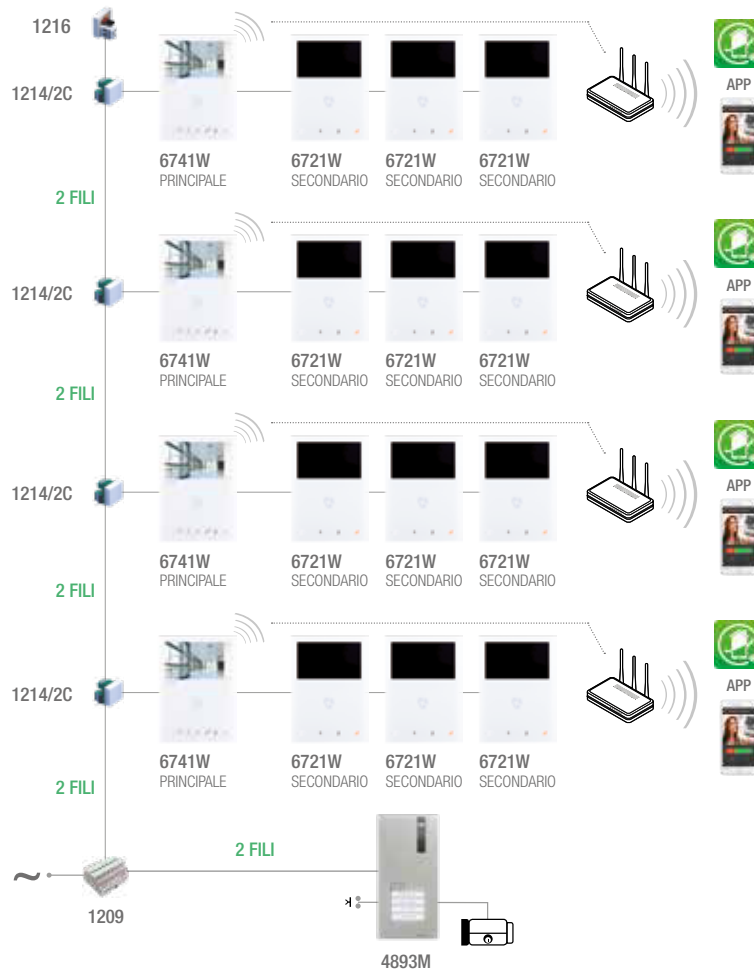 1216
1214/2C
APP
6741W 6721W 6721W 6721W
PRINCIPALE SECONDARIO SECONDARIO SECONDARIO
2 FILI
1214/2C
APP
6741W 6721W 6721W 6721W
PRINCIPALE SECONDARIO SECONDARIO SECONDARIO
2 FILI
1214/2C
APP
6741W 6721W 6721W 6721W
PRINCIPALE SECONDARIO SECONDARIO SECONDARIO
2 FILI
1214/2C
APP
6741W 6721W 6721W 6721W
PRINCIPALE SECONDARIO SECONDARIO SECONDARIO
2 FILI
2 FILI
1209
4893M